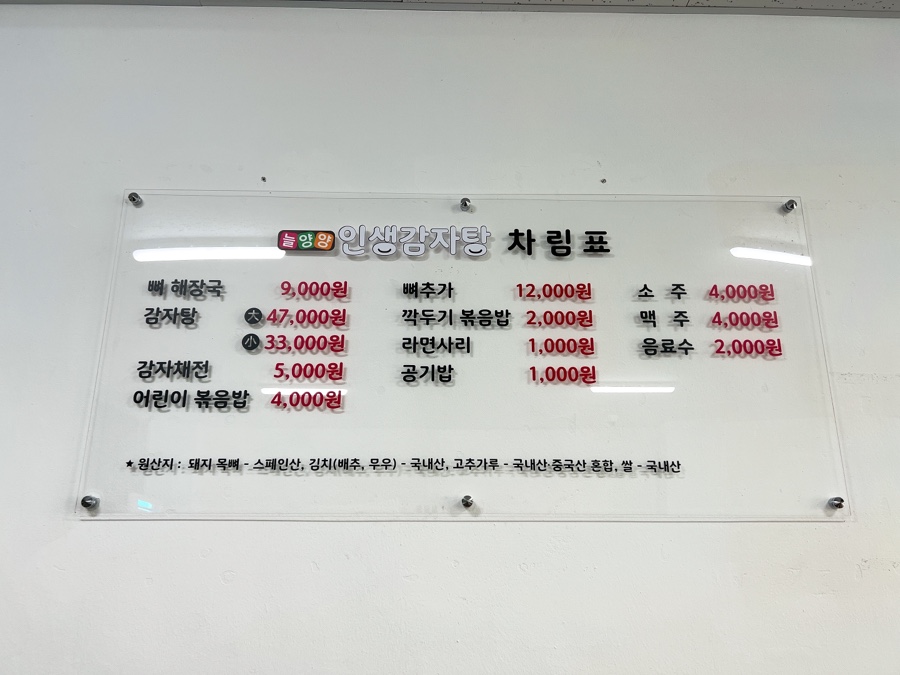 늘양양 인생감자탕 차림표
뼈 해장국 9,000원
감자탕 大 47,000원
小 33,000원
감자채전 5,000원
어린이 볶음밥 4,000원
뼈추가 12,000원
깍두기 볶음밥 2,000원
라면사리 1,000원
공기밥 1,000원
소 주 4,000원
맥 주 4,000원
음료수 2,000원
★ 원산지 : 돼지 목뼈 - 스페인산, 김치(배추, 무우) - 국내산, 고추가루 - 국내산·중국산 혼합, 쌀 - 국내산